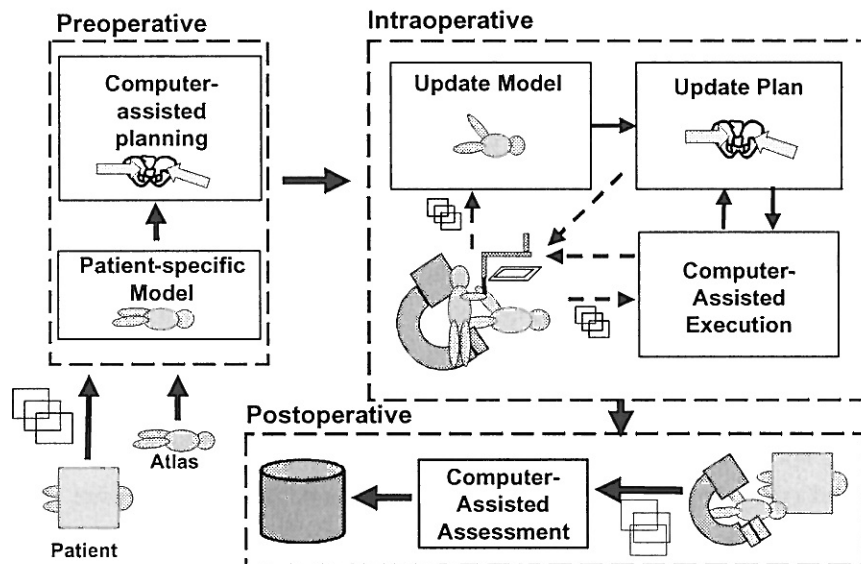 Preoperative
Computer-
assisted
planning
Patient-specific
Model
Atlas
Patient
Intraoperative
Update Model
Update Plan
Computer-
Assisted
Execution
Postoperative
Computer-
Assisted
Assessment